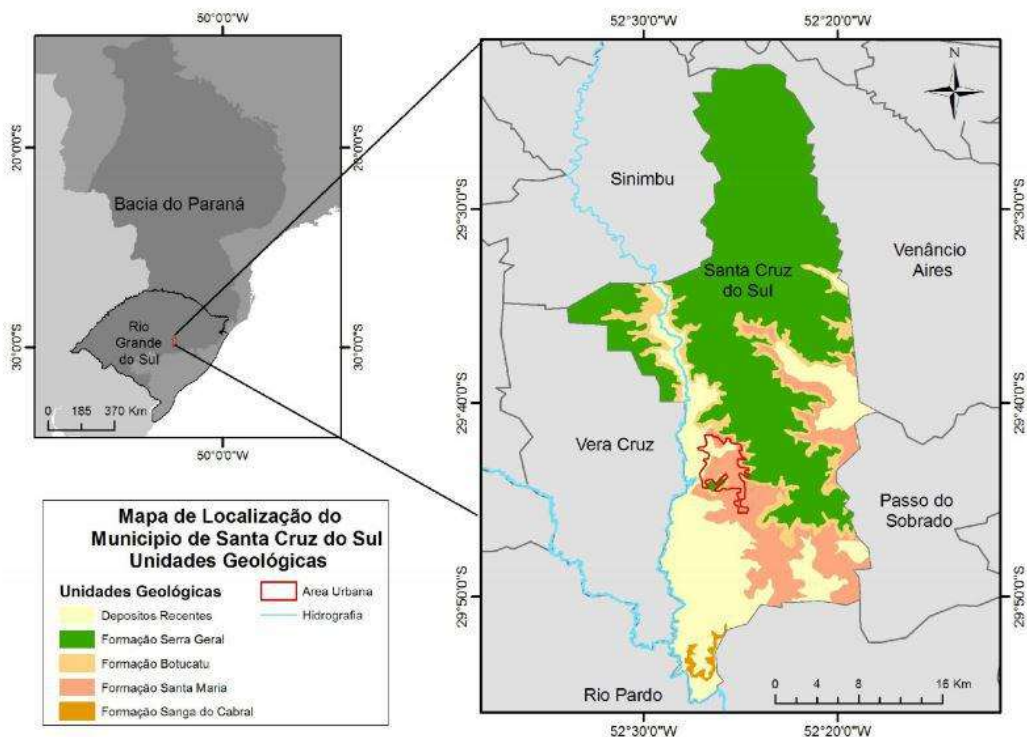 50°0'0"W
20°0'0"S
20°0'0"S
Bacia do Paraná
Rio
Grande
do Sul
30°0'0"S
30°0'0"S
0 185 370 Km
50°0'0"W
52°30'0"W
52°20'0"W
N
Sinimbu
Venâncio
Aires
Santa Cruz
do Sul
Vera Cruz
Passo do
Sobrado
Rio Pardo
29°30'0"S
29°30'0"S
29°40'0"S
29°40'0"S
29°50'0"S
29°50'0"S
0 4 8 12 16 Km
52°30'0"W
52°20'0"W
Mapa de Localização do
Municipio de Santa Cruz do Sul
Unidades Geológicas
Unidades Geológicas
Depositos Recentes
Formação Serra Geral
Formação Botucatu
Formação Santa Maria
Formação Sanga do Cabral
Area Urbana
Hidrografia